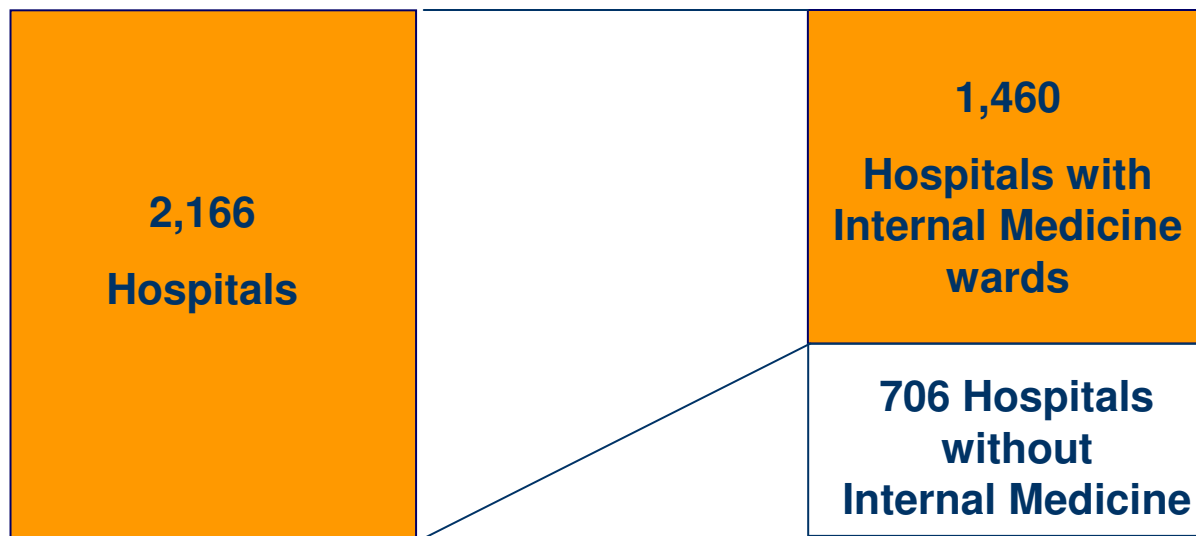 2,166
Hospitals
1,460
Hospitals with
Internal Medicine
wards
706 Hospitals
without
Internal Medicine